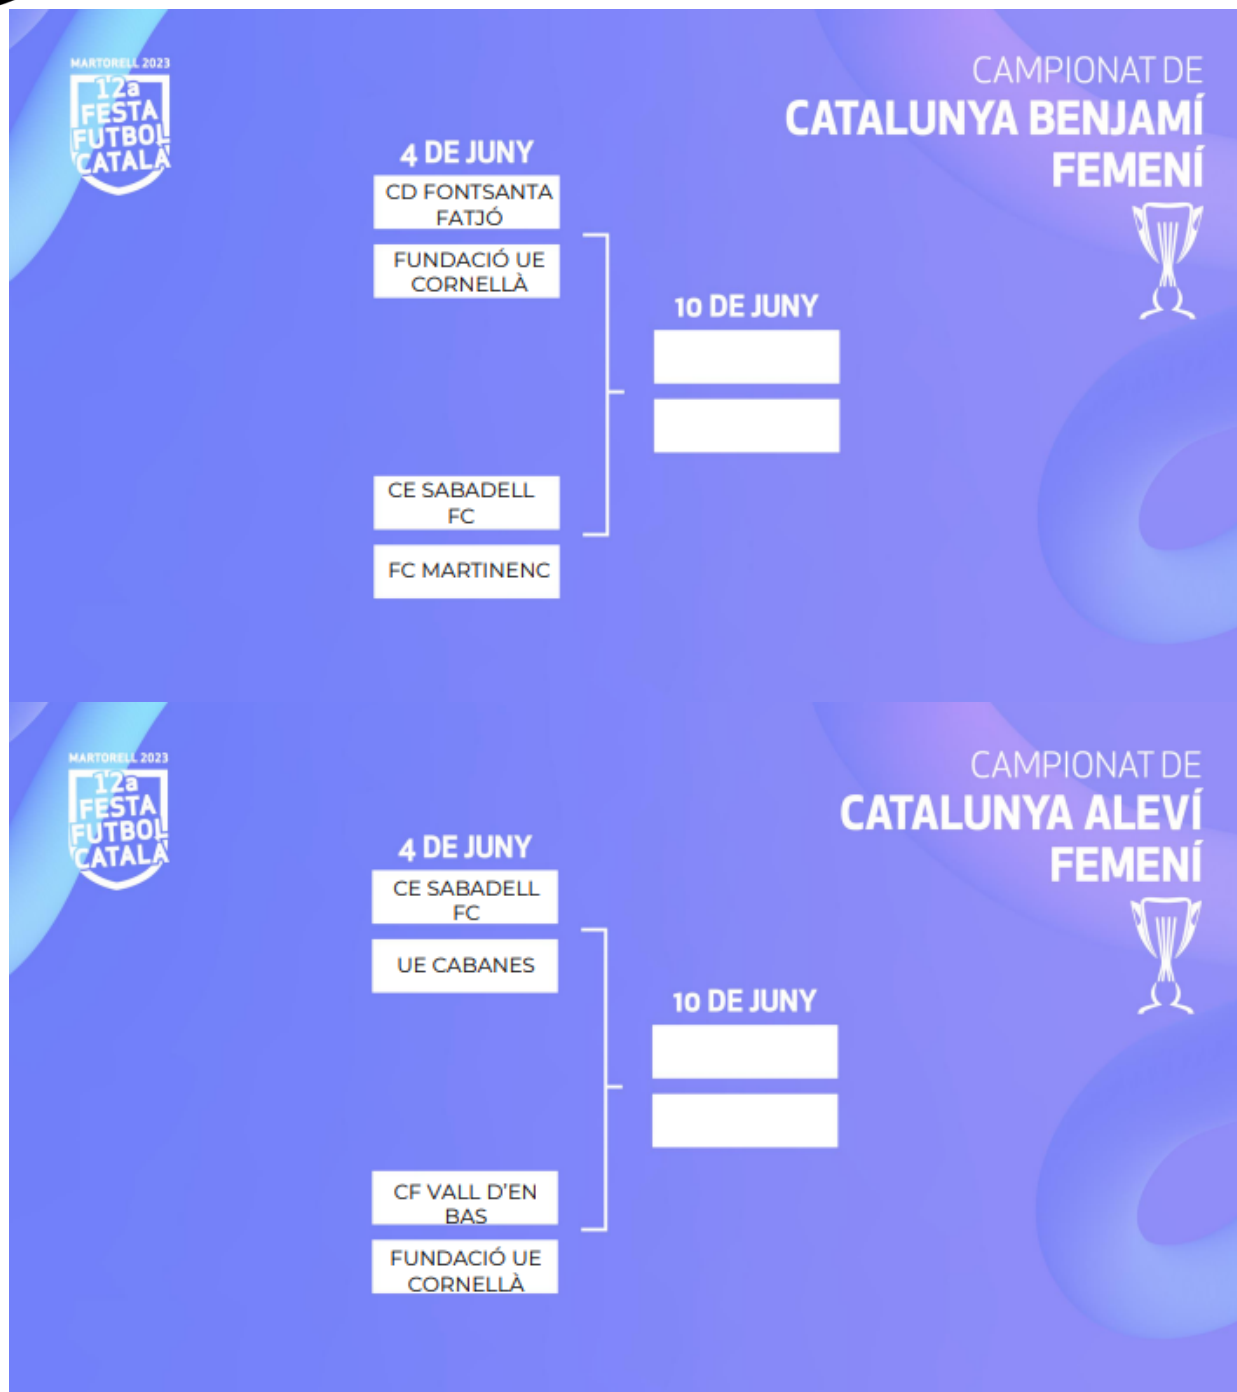 MARTORELL 2023
12a
FESTA
FUTBOL
CATALÀ
CAMPIONAT DE
CATALUNYA BENJAMÍ
FEMENÍ
4 DE JUNY
CD FONTSANTA
FATJÓ
FUNDACIÓ UE
CORNELLÀ
10 DE JUNY
CE SABADELL
FC
FC MARTINENC
MARTORELL 2023
12a
FESTA
FUTBOL
CATALÀ
CAMPIONAT DE
CATALUNYA ALEVÍ
FEMENÍ
4 DE JUNY
CE SABADELL
FC
UE CABANES
10 DE JUNY
CF VALL D'EN
BAS
FUNDACIÓ UE
CORNELLÀ